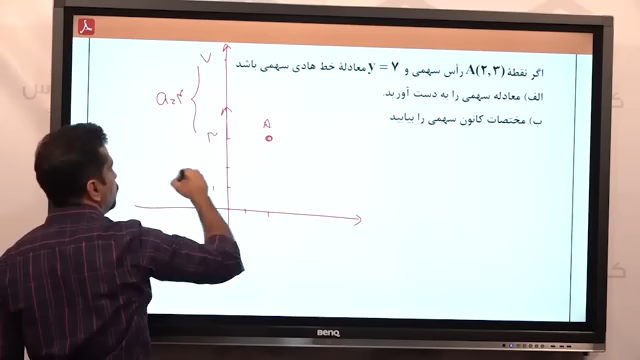 اگر نقطهٔ A(۲,۳) رأس سهمی و y = ۷ معادلهٔ خط هادی سهمی باشد
الف) معادله سهمی را به دست آورید.
ب) مختصات کانون سهمی را بیابید
۷
a=۴
۳
A
۱
BENQ